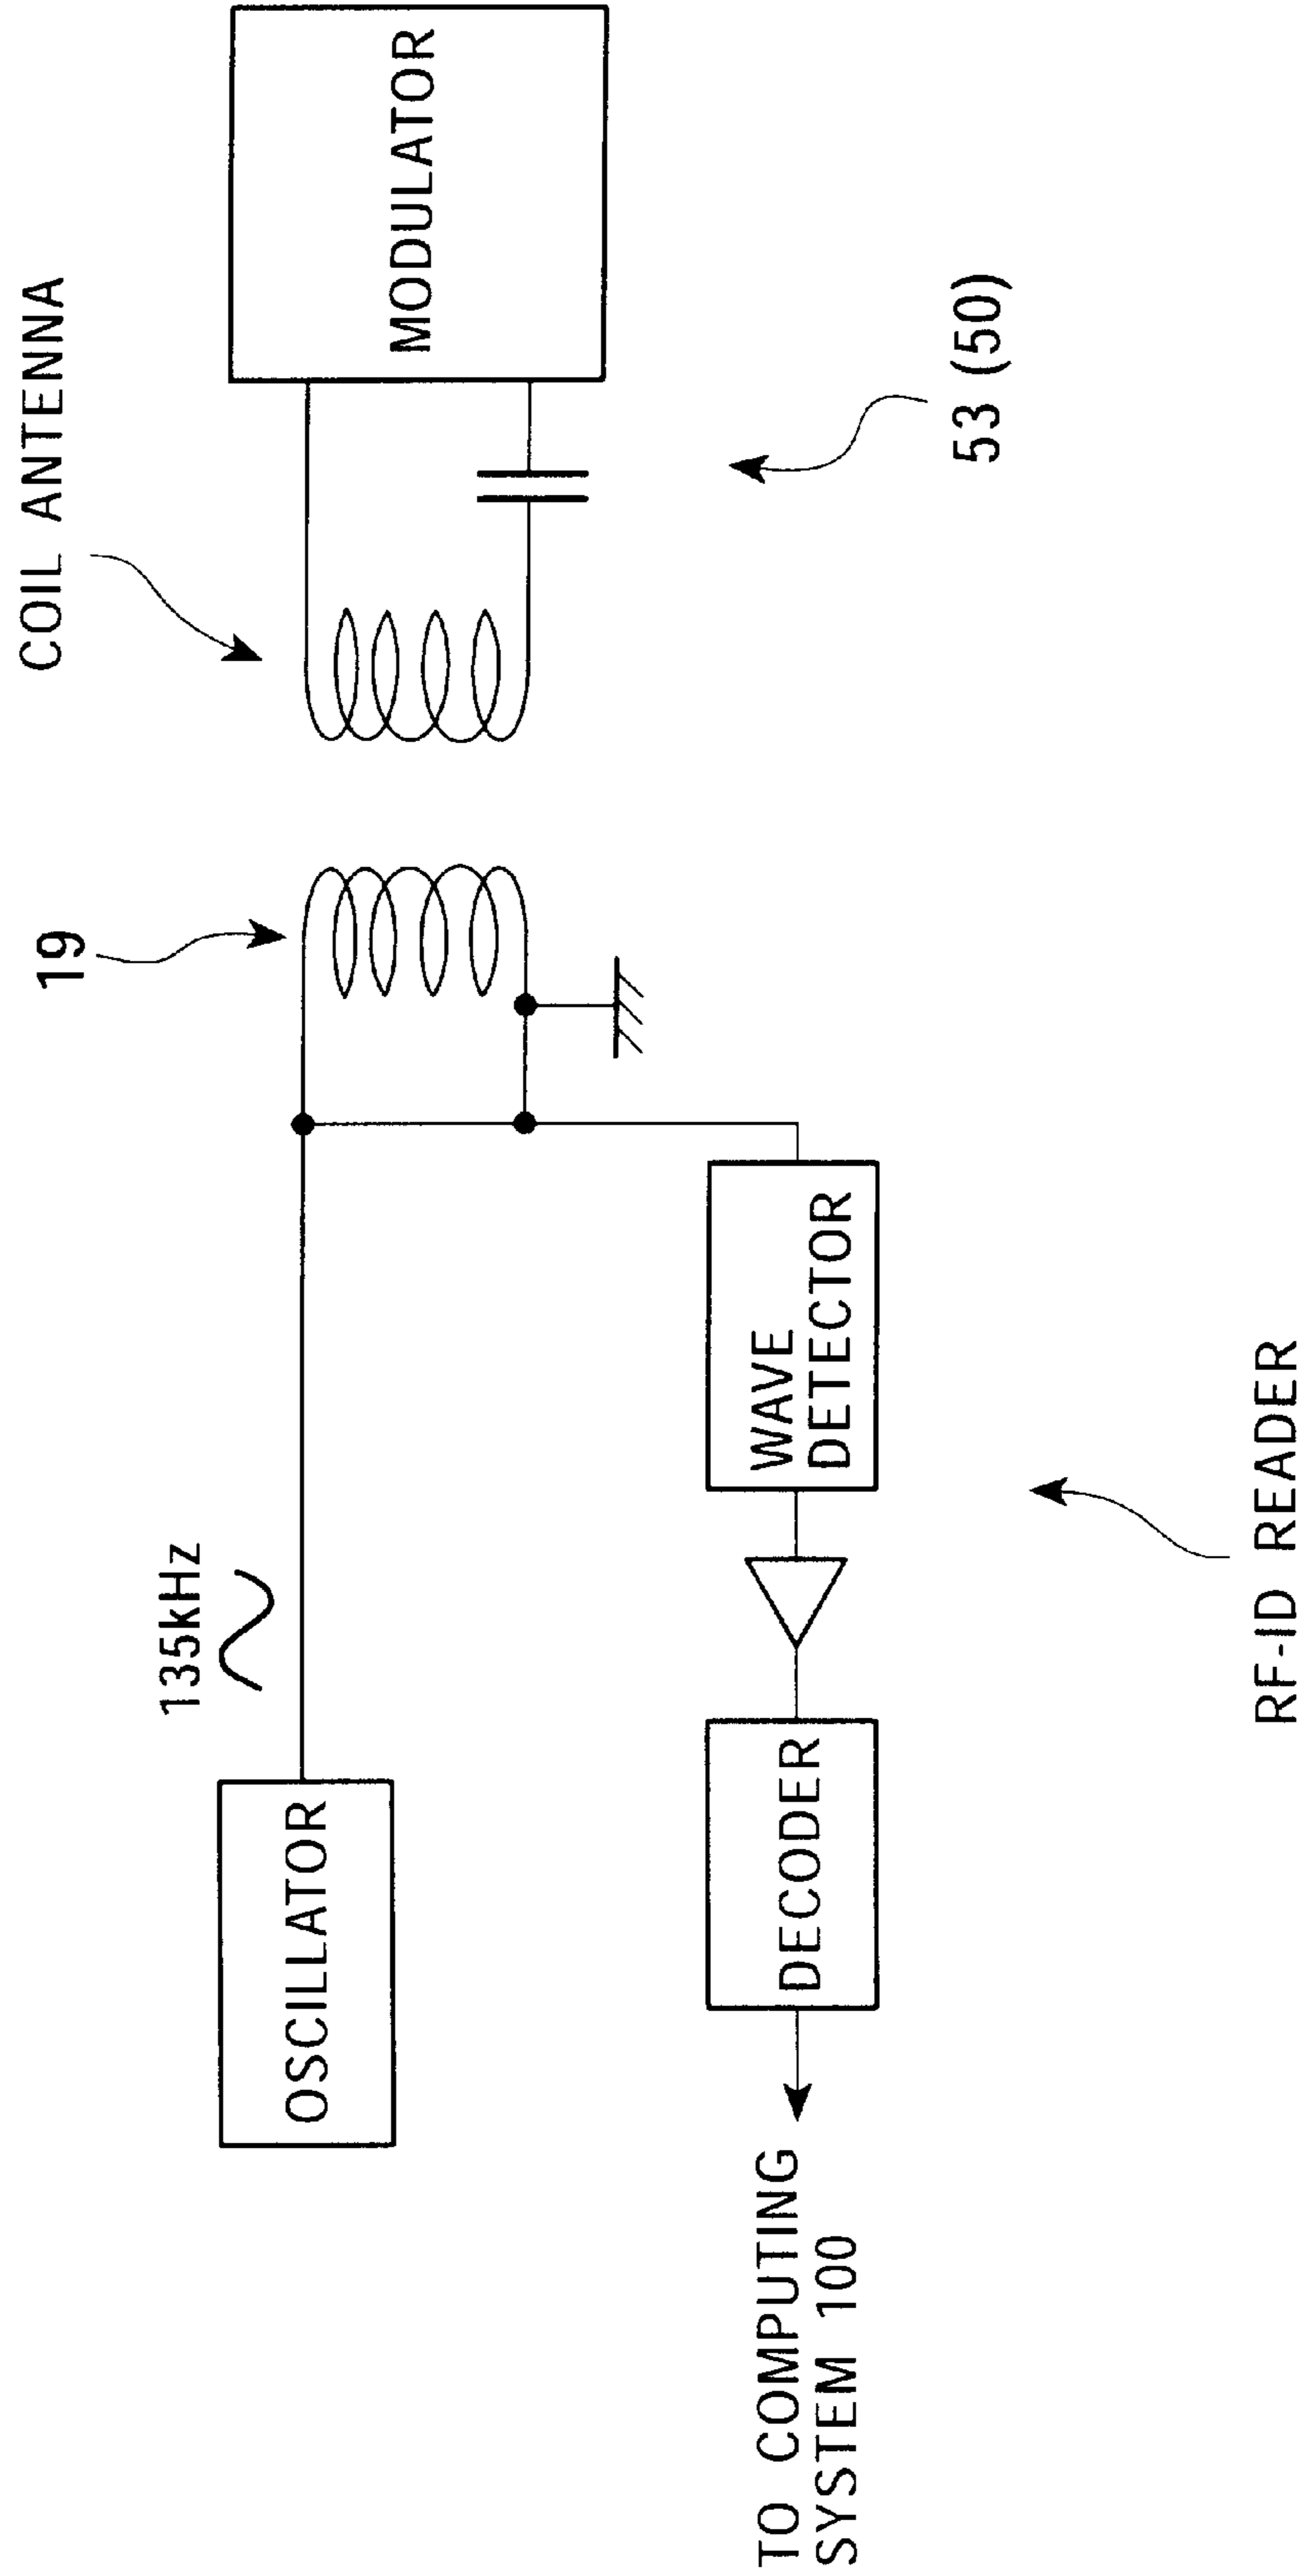 OSCILLATOR
135kHz
19
COIL ANTENNA
MODULATOR
TO COMPUTING
SYSTEM 100
DECODER
WAVE
DETECTOR
53 (50)
RF-ID READER